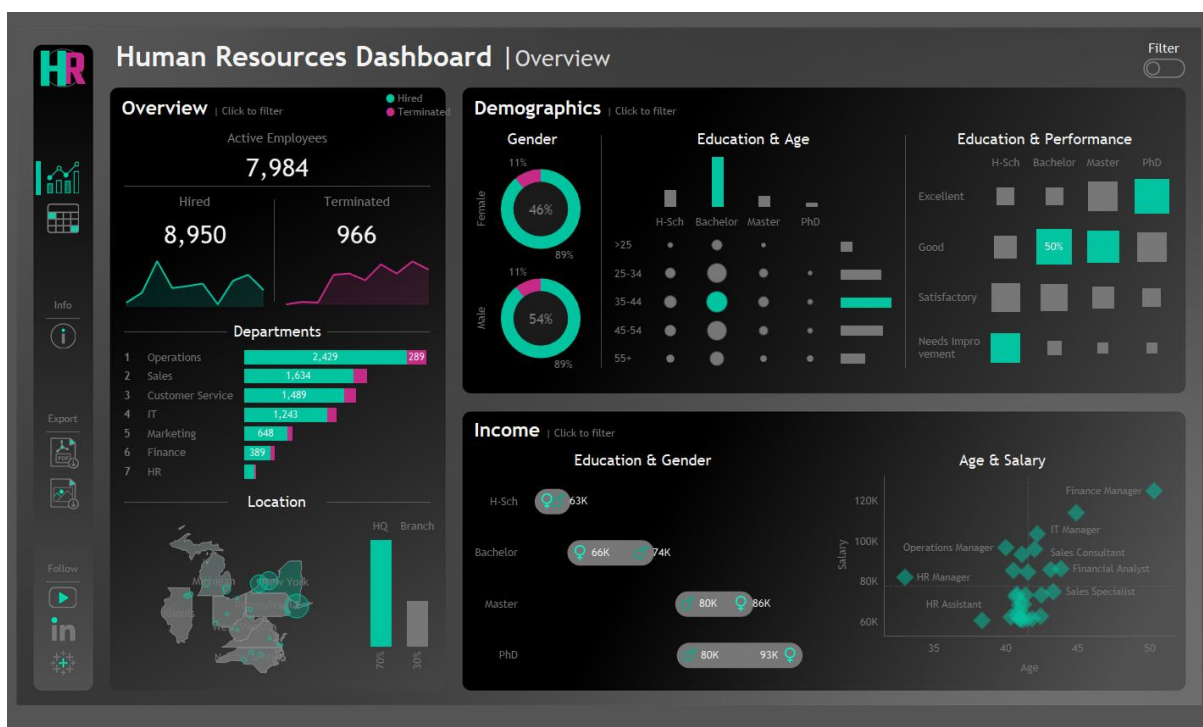 HR
Human Resources Dashboard | Overview
Filter
Overview | Click to filter
Hired
Terminated
Active Employees
7,984
Hired
Terminated
8,950
966
Departments
1 Operations 2,429 289
2 Sales 1,634
3 Customer Service 1,489
4 IT 1,243
5 Marketing 648
6 Finance 389
7 HR
Location
HQ Branch
Michigan
New York
Illinois
70% 30%
Info
Export
PDF
Follow
in
Demographics | Click to filter
Gender
Female
11%
46%
89%
Male
11%
54%
89%
Education & Age
H-Sch Bachelor Master PhD
>25
25-34
35-44
45-54
55+
Education & Performance
H-Sch Bachelor Master PhD
Excellent
Good 50%
Satisfactory
Needs Impro
vement
Income | Click to filter
Education & Gender
H-Sch 63K
Bachelor 66K 74K
Master 80K 86K
PhD 80K 93K
Age & Salary
Salary
120K
100K
80K
60K
Finance Manager
IT Manager
Operations Manager
Sales Consultant
Financial Analyst
HR Manager
Sales Specialist
HR Assistant
35 40 45 50
Age